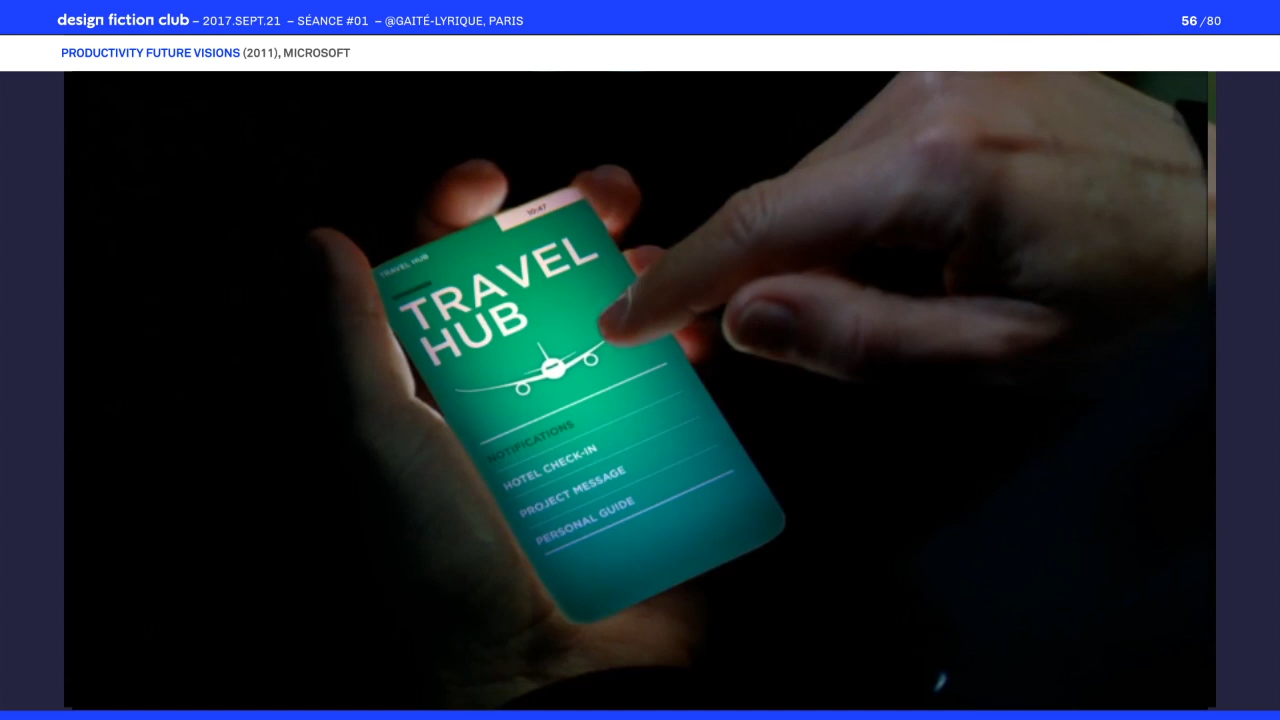 design fiction club – 2017.SEPT.21 – SÉANCE #01 – @GAITÉ-LYRIQUE, PARIS
56 /80
PRODUCTIVITY FUTURE VISIONS (2011), MICROSOFT
10:47
TRAVEL HUB
TRAVEL
HUB
NOTIFICATIONS
HOTEL CHECK-IN
PROJECT MESSAGE
PERSONAL GUIDE